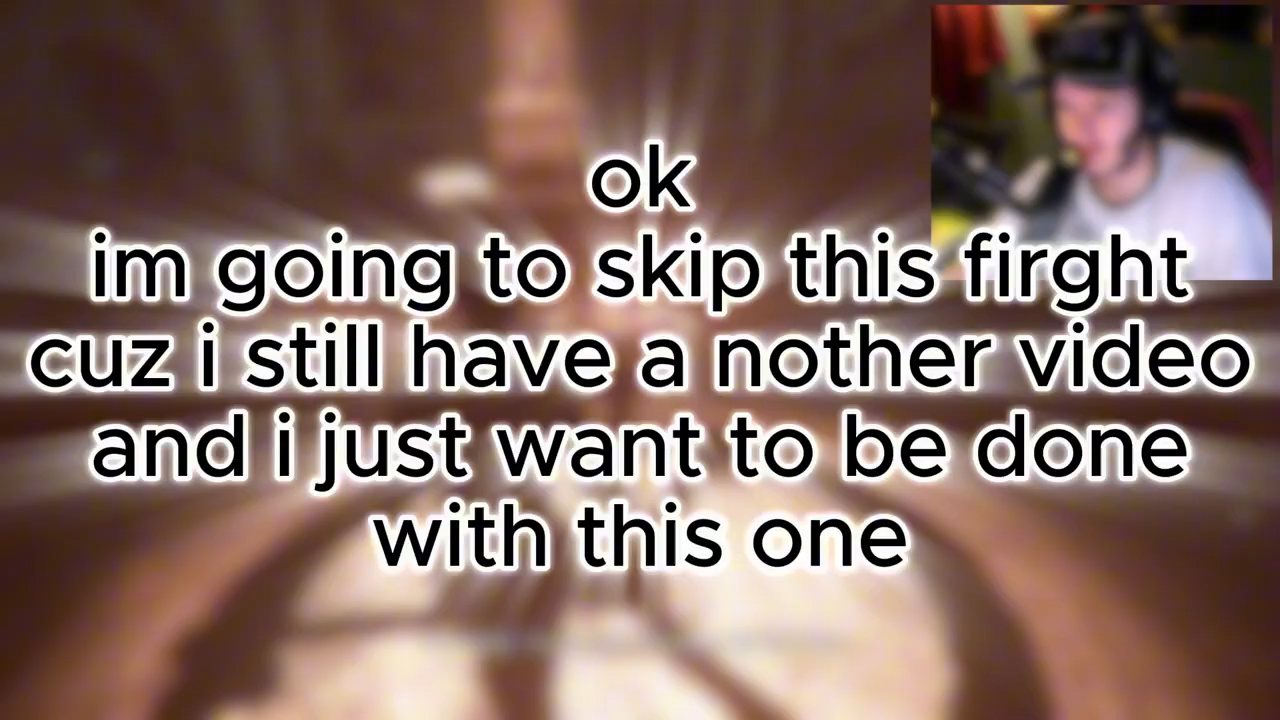 ok
im going to skip this firght
cuz i still have a nother video
and i just want to be done
with this one